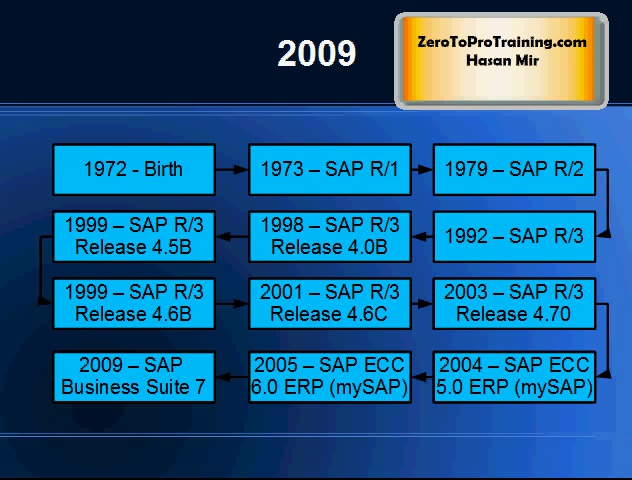 2009
ZeroToProTraining.com
Hasan Mir
1972 - Birth
1973 – SAP R/1
1979 – SAP R/2
1992 – SAP R/3
1998 – SAP R/3
Release 4.0B
1999 – SAP R/3
Release 4.5B
1999 – SAP R/3
Release 4.6B
2001 – SAP R/3
Release 4.6C
2003 – SAP R/3
Release 4.70
2004 – SAP ECC
5.0 ERP (mySAP)
2005 – SAP ECC
6.0 ERP (mySAP)
2009 – SAP
Business Suite 7